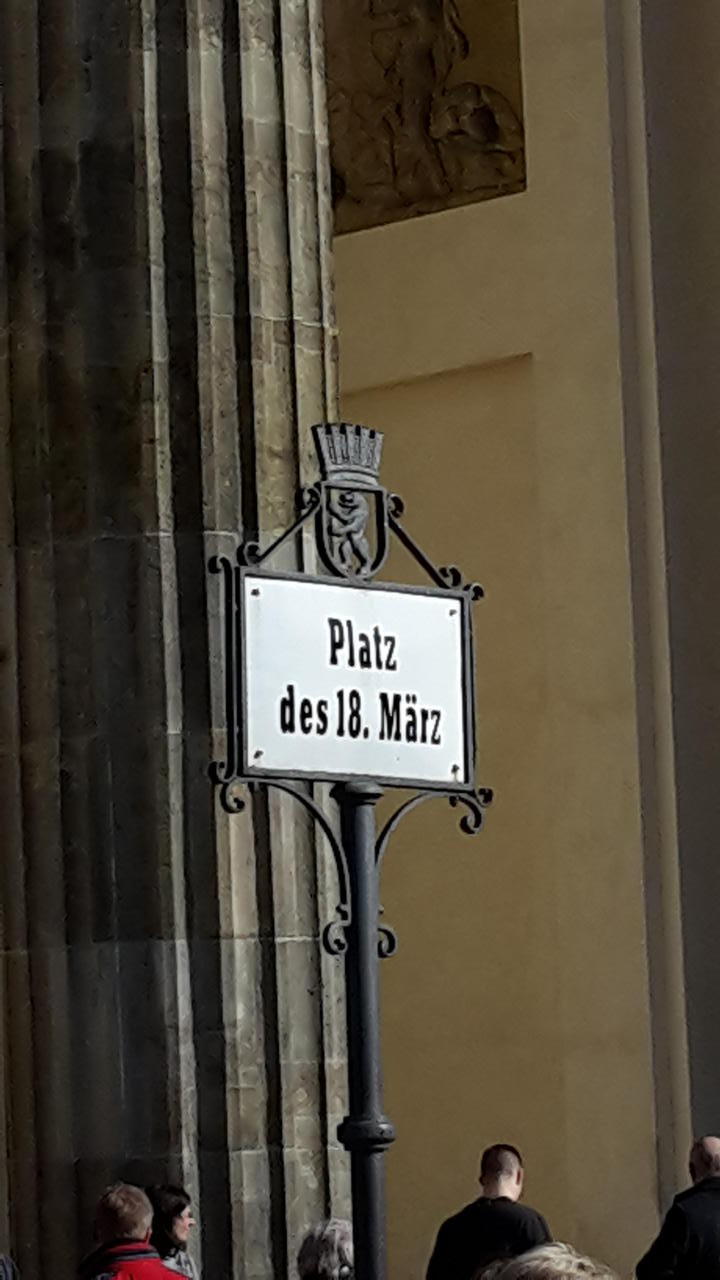 Platz
des 18. März